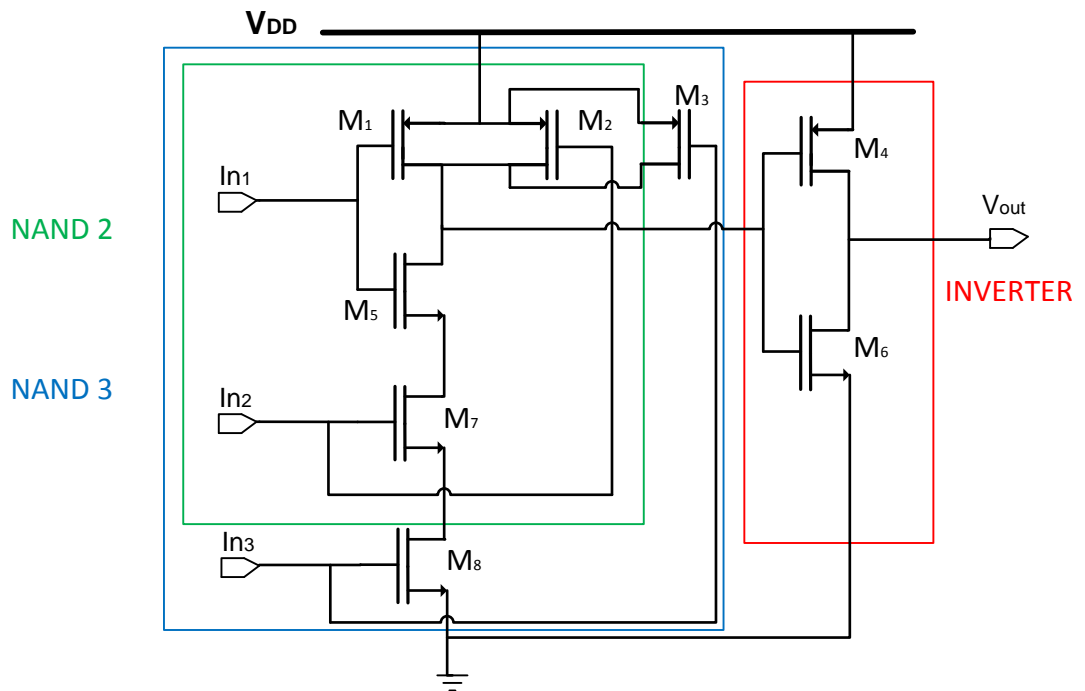 VDD
M1
M2
M3
M4
In1
Vout
NAND 2
M5
INVERTER
M6
NAND 3
In2
M7
In3
M8